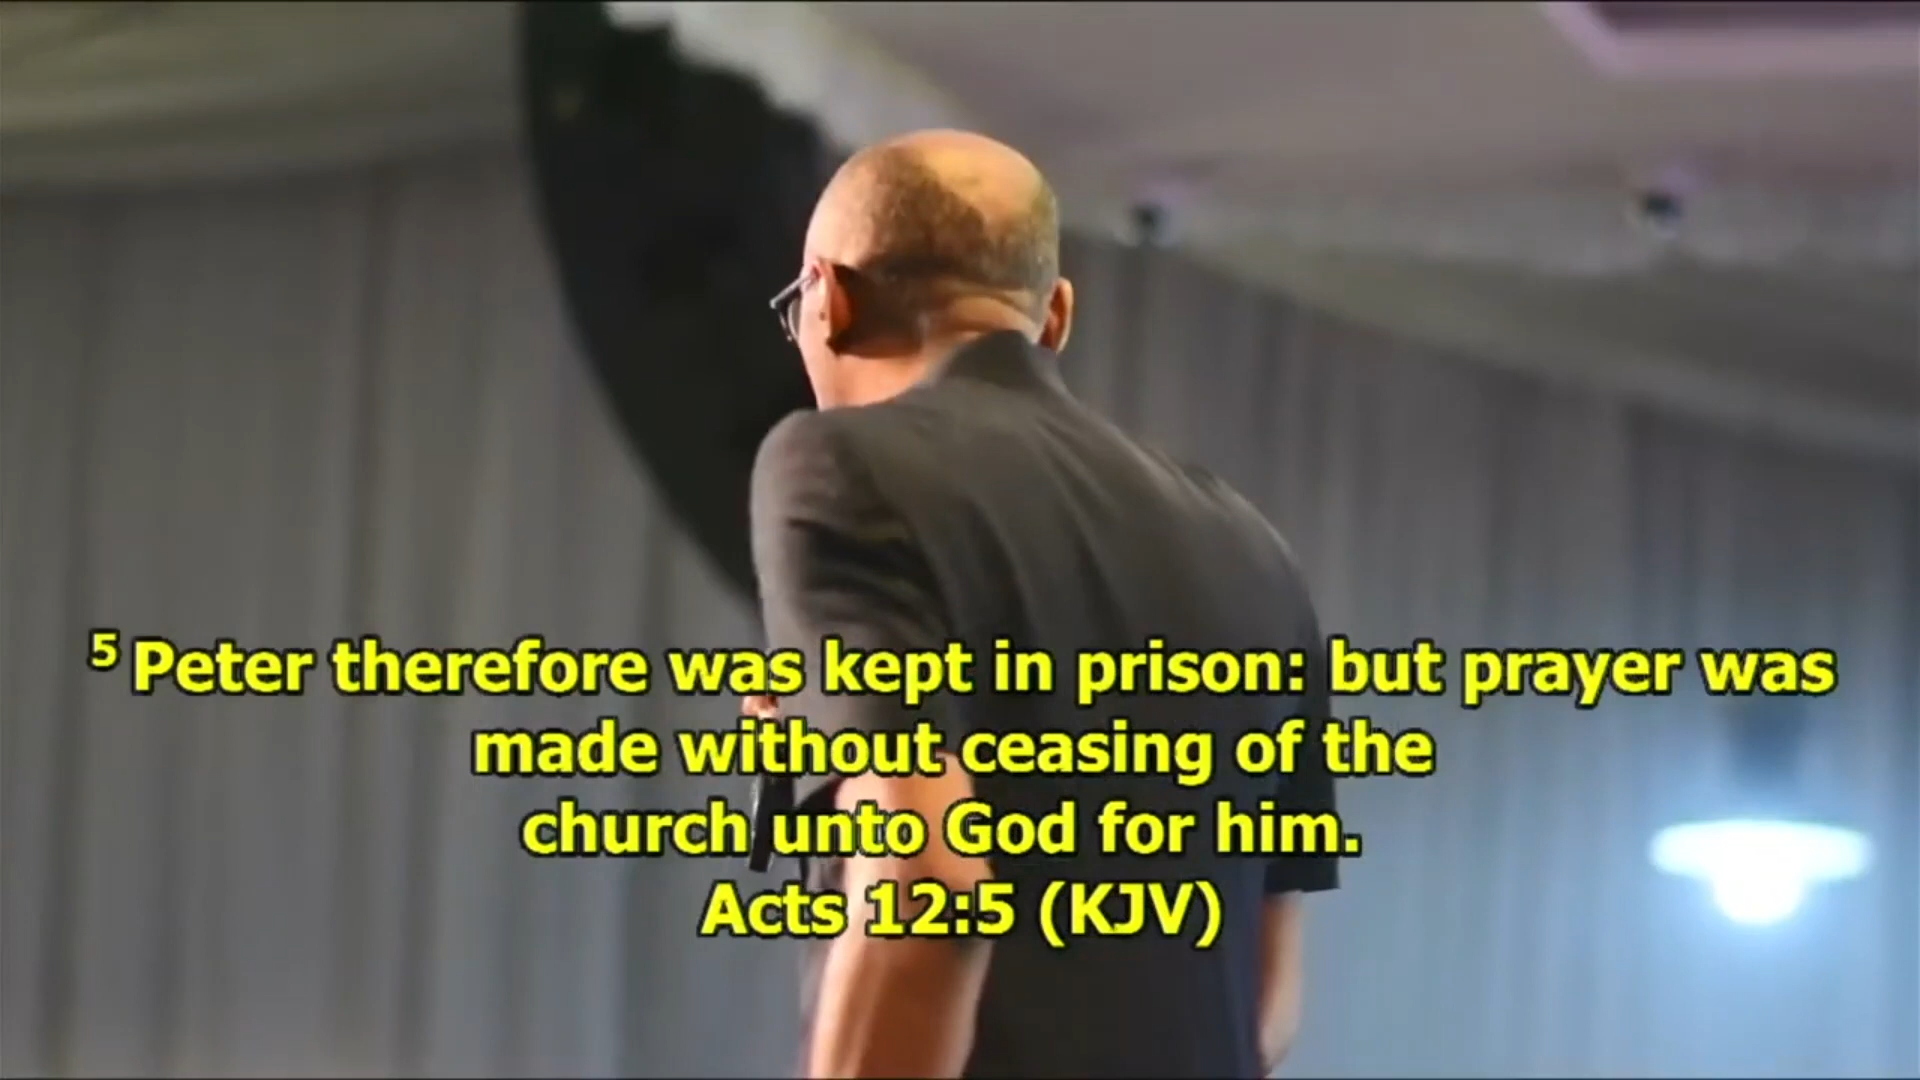 5 Peter therefore was kept in prison: but prayer was
made without ceasing of the
church unto God for him.
Acts 12:5 (KJV)